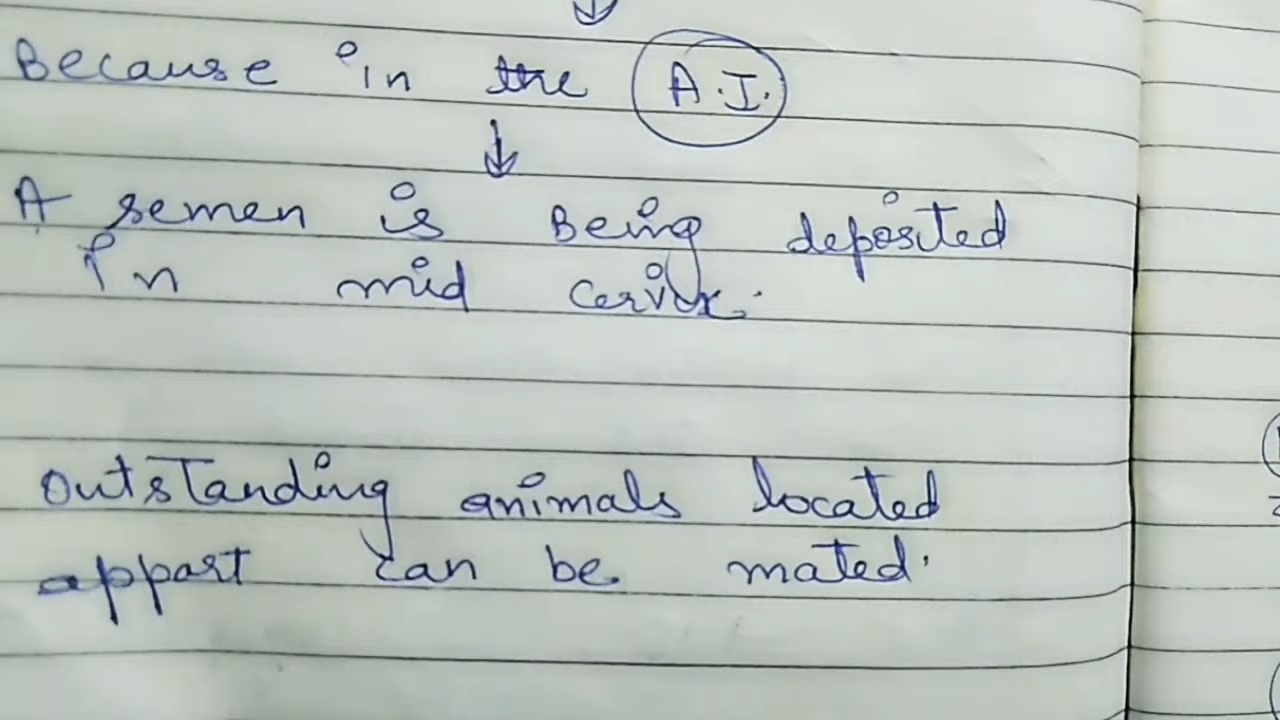 Because in the A.I.
A semen is Being deposited
in mid cervix.
Outstanding animals located
appart can be mated.